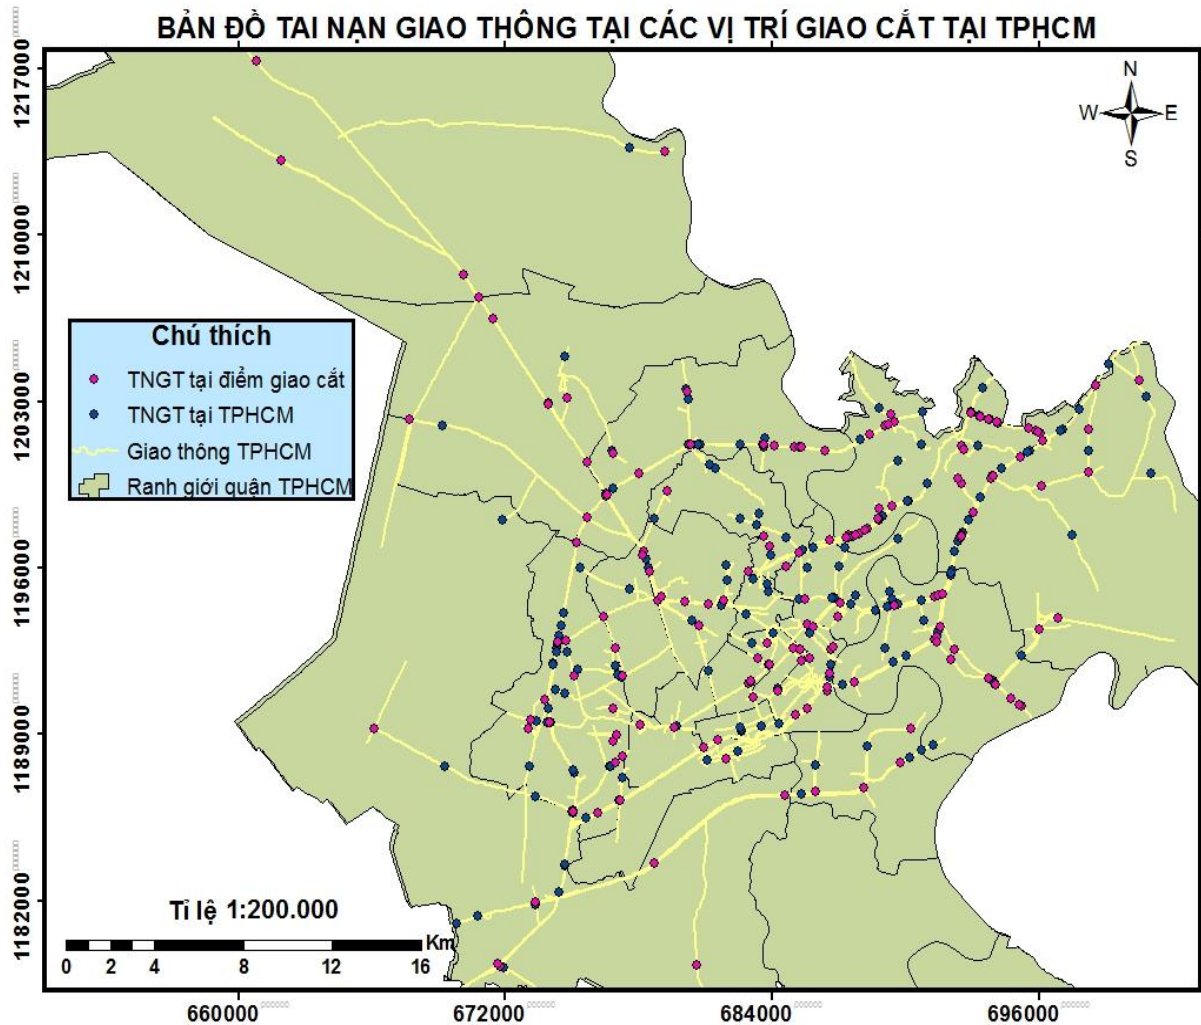 BẢN ĐỒ TAI NẠN GIAO THÔNG TẠI CÁC VỊ TRÍ GIAO CẮT TẠI TPHCM
1217000
1210000
1203000
1196000
1189000
1182000
N
W E
S
Chú thích
TNGT tại điểm giao cắt
TNGT tại TPHCM
Giao thông TPHCM
Ranh giới quận TPHCM
Tỉ lệ 1:200.000
Km
0 2 4 8 12 16
660000 672000 684000 696000